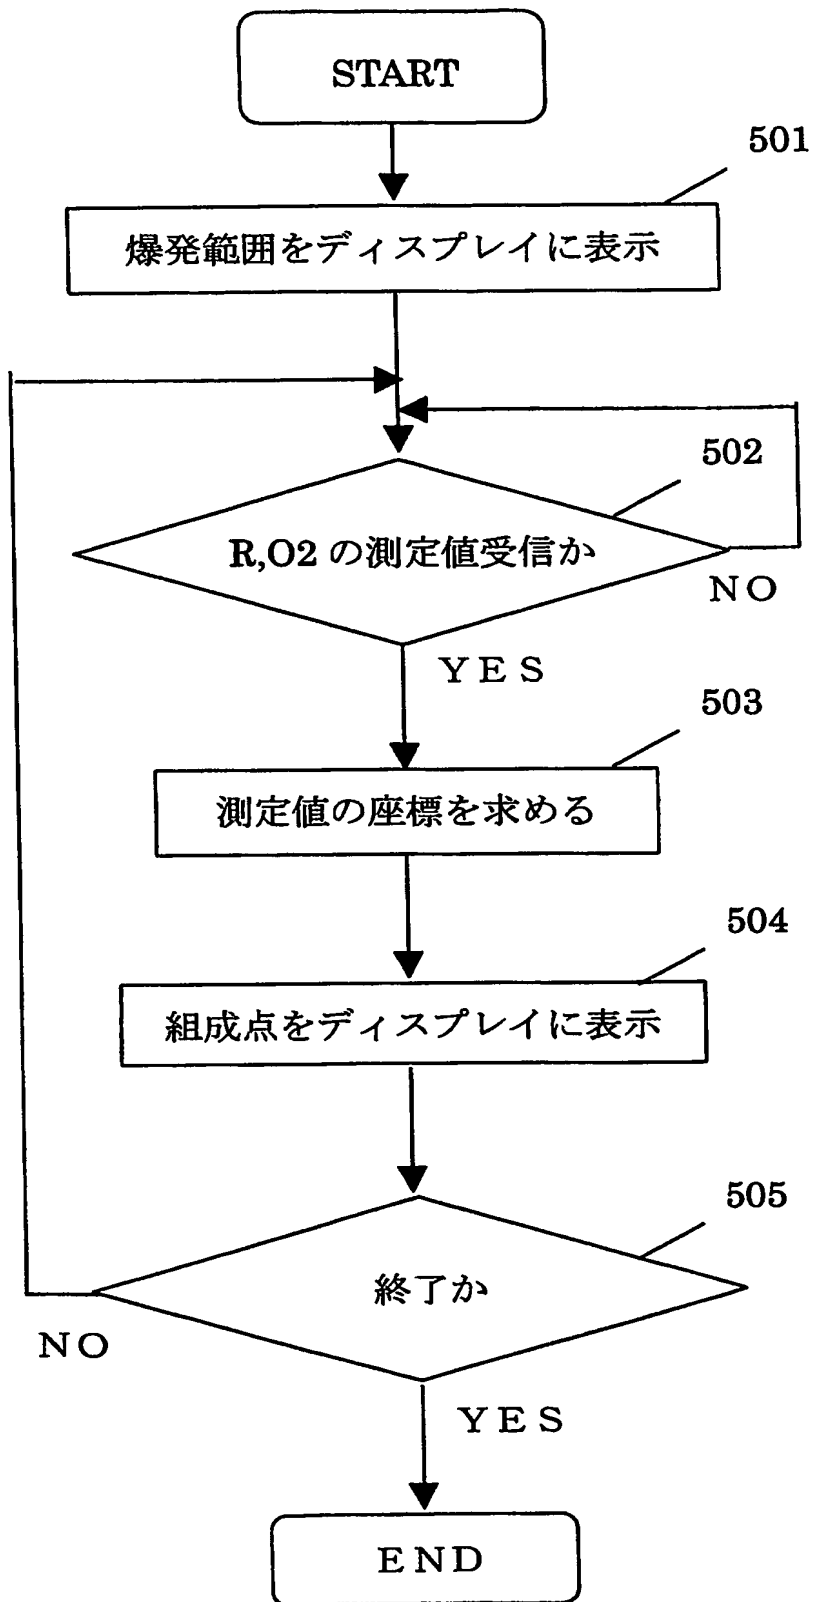 START
501
爆発範囲をディスプレイに表示
502
R,O2 の測定値受信か
NO
YES
503
測定値の座標を求める
504
組成点をディスプレイに表示
505
終了か
NO
YES
END